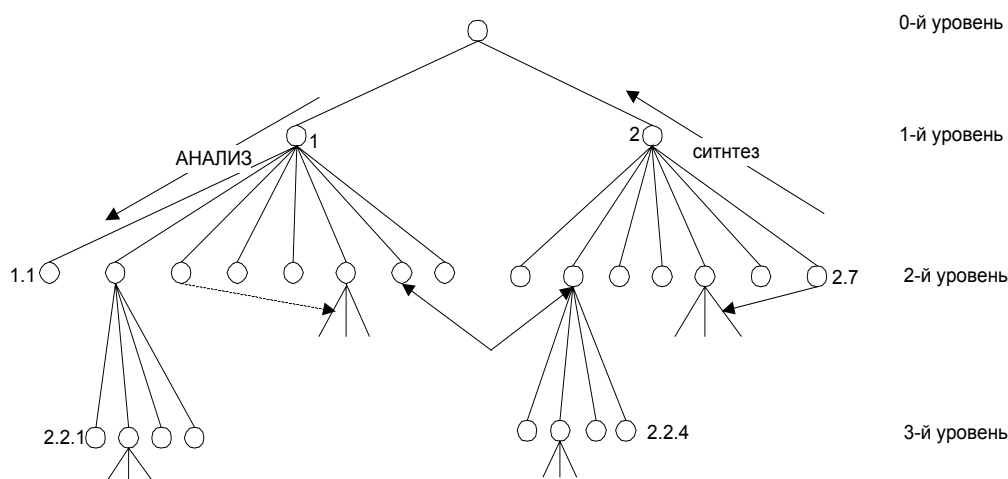 0-й уровень
1
2
1-й уровень
АНАЛИЗ
ситнтез
1.1
2.7
2-й уровень
2.2.1
2.2.4
3-й уровень